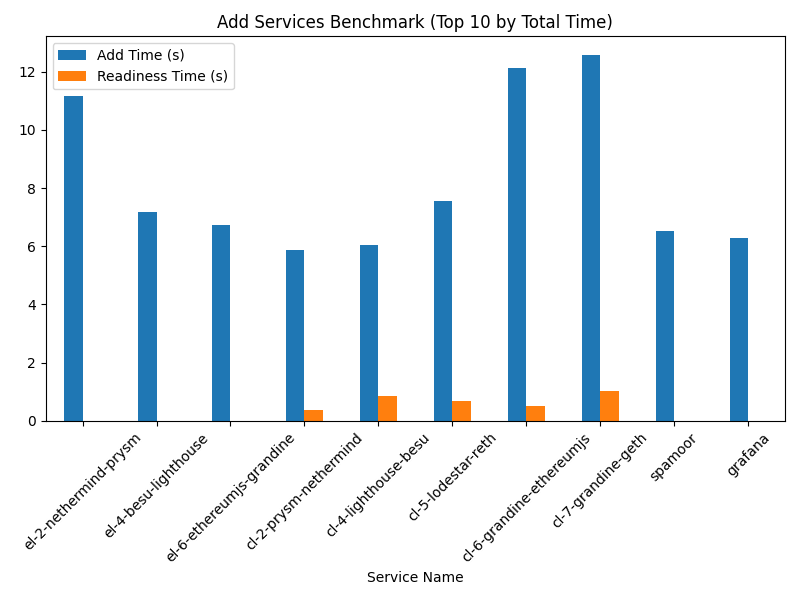 Add Services Benchmark (Top 10 by Total Time)
Add Time (s)
Readiness Time (s)
12
10
8
6
4
2
0
el-2-nethermind-prysm
el-4-besu-lighthouse
el-6-ethereumjs-grandine
cl-2-prysm-nethermind
cl-4-lighthouse-besu
cl-5-lodestar-reth
cl-6-grandine-ethereumjs
cl-7-grandine-geth
spamoor
grafana
Service Name